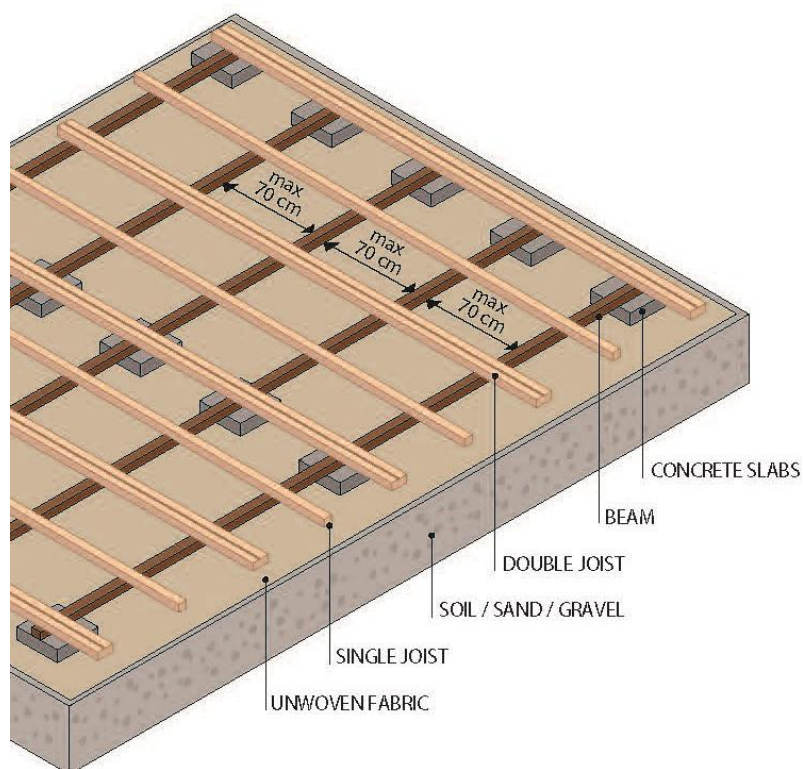 max
70 cm
max
70 cm
max
70 cm
CONCRETE SLABS
BEAM
DOUBLE JOIST
SOIL / SAND / GRAVEL
SINGLE JOIST
UNWOVEN FABRIC